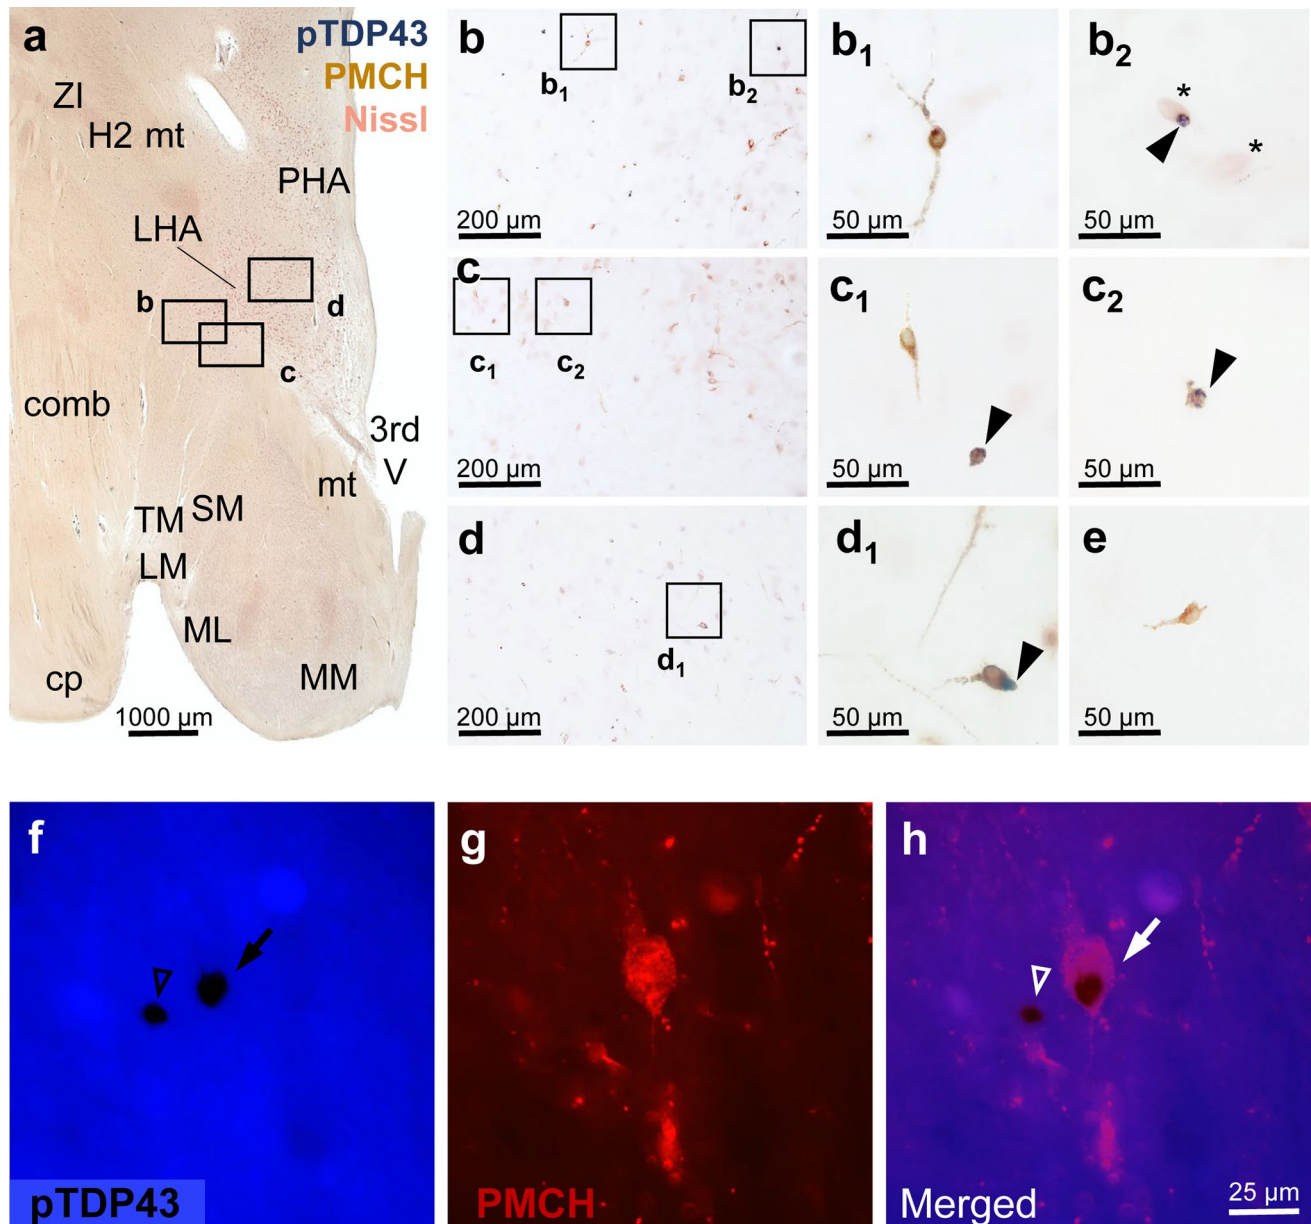 a
pTDP43
PMCH
Nissl
ZI
H2 mt
PHA
LHA
b
d
c
comb
3rd
V
mt
TM SM
LM
ML
cp
MM
1000 µm
b
b1
b2
200 µm
b1
50 µm
b2
*
*
50 µm
c
c1
c2
200 µm
c1
50 µm
c2
50 µm
d
d1
200 µm
d1
50 µm
e
50 µm
f
pTDP43
g
PMCH
h
Merged
25 µm